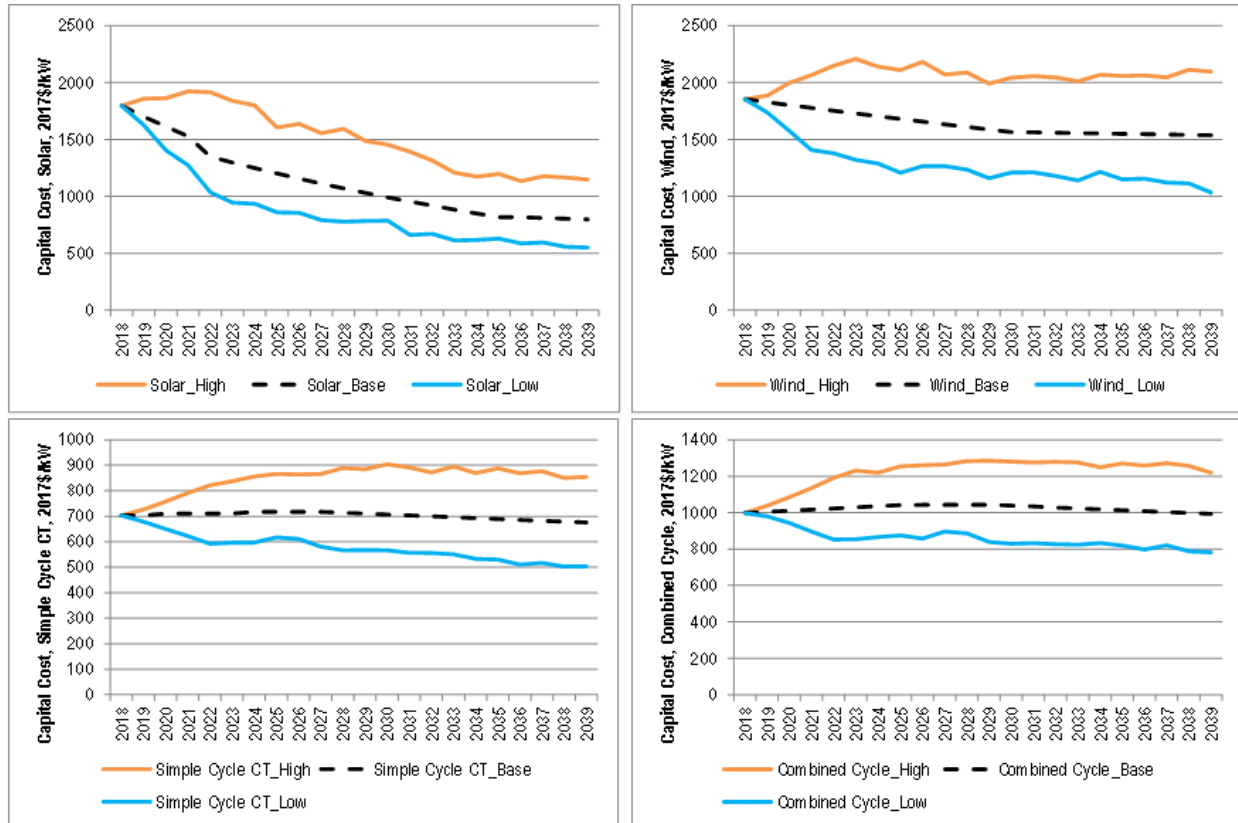 Capital Cost, Solar, 2017$/kW
2500
2000
1500
1000
500
0
2018 2019 2020 2021 2022 2023 2024 2025 2026 2027 2028 2029 2030 2031 2032 2033 2034 2035 2036 2037 2038 2039
Solar_High Solar_Base Solar_Low
Capital Cost, Wind, 2017$/kW
2500
2000
1500
1000
500
0
2018 2019 2020 2021 2022 2023 2024 2025 2026 2027 2028 2029 2030 2031 2032 2033 2034 2035 2036 2037 2038 2039
Wind_ High Wind_Base Wind_ Low
Capital Cost, Simple Cycle CT, 2017$/kW
1000
900
800
700
600
500
400
300
200
100
0
2018 2019 2020 2021 2022 2023 2024 2025 2026 2027 2028 2029 2030 2031 2032 2033 2034 2035 2036 2037 2038 2039
Simple Cycle CT_High Simple Cycle CT_Base
Simple Cycle CT_Low
Capital Cost, Combined Cycle, 2017$/kW
1400
1200
1000
800
600
400
200
0
2018 2019 2020 2021 2022 2023 2024 2025 2026 2027 2028 2029 2030 2031 2032 2033 2034 2035 2036 2037 2038 2039
Combined Cycle_High Combined Cycle_Base
Combined Cycle_Low